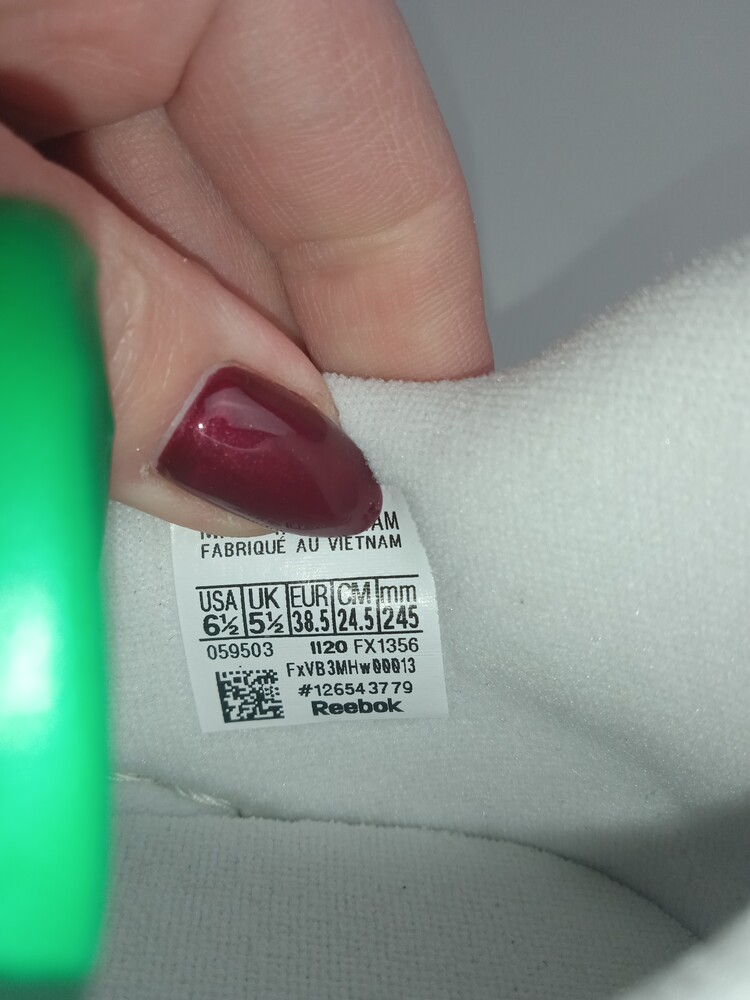 FABRIQUÉ AU VIETNAM
USA UK EUR CM mm
6½ 5½ 38.5 24.5 245
059503 1120 FX1356
FxVB3MHw00013
#126543779
Reebok